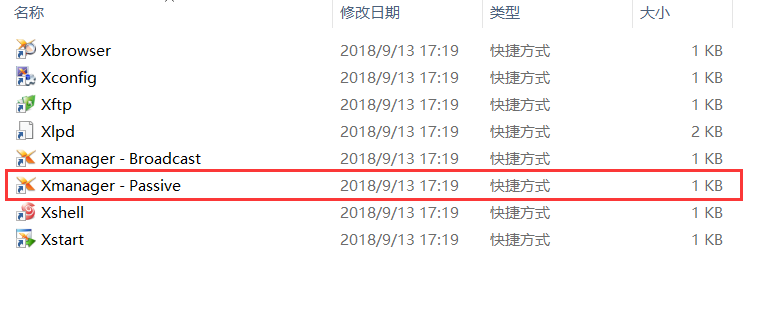 名称 修改日期 类型 大小
Xbrowser 2018/9/13 17:19 快捷方式 1 KB
Xconfig 2018/9/13 17:19 快捷方式 1 KB
Xftp 2018/9/13 17:19 快捷方式 1 KB
Xlpd 2018/9/13 17:19 快捷方式 2 KB
Xmanager - Broadcast 2018/9/13 17:19 快捷方式 1 KB
Xmanager - Passive 2018/9/13 17:19 快捷方式 1 KB
Xshell 2018/9/13 17:19 快捷方式 1 KB
Xstart 2018/9/13 17:19 快捷方式 1 KB